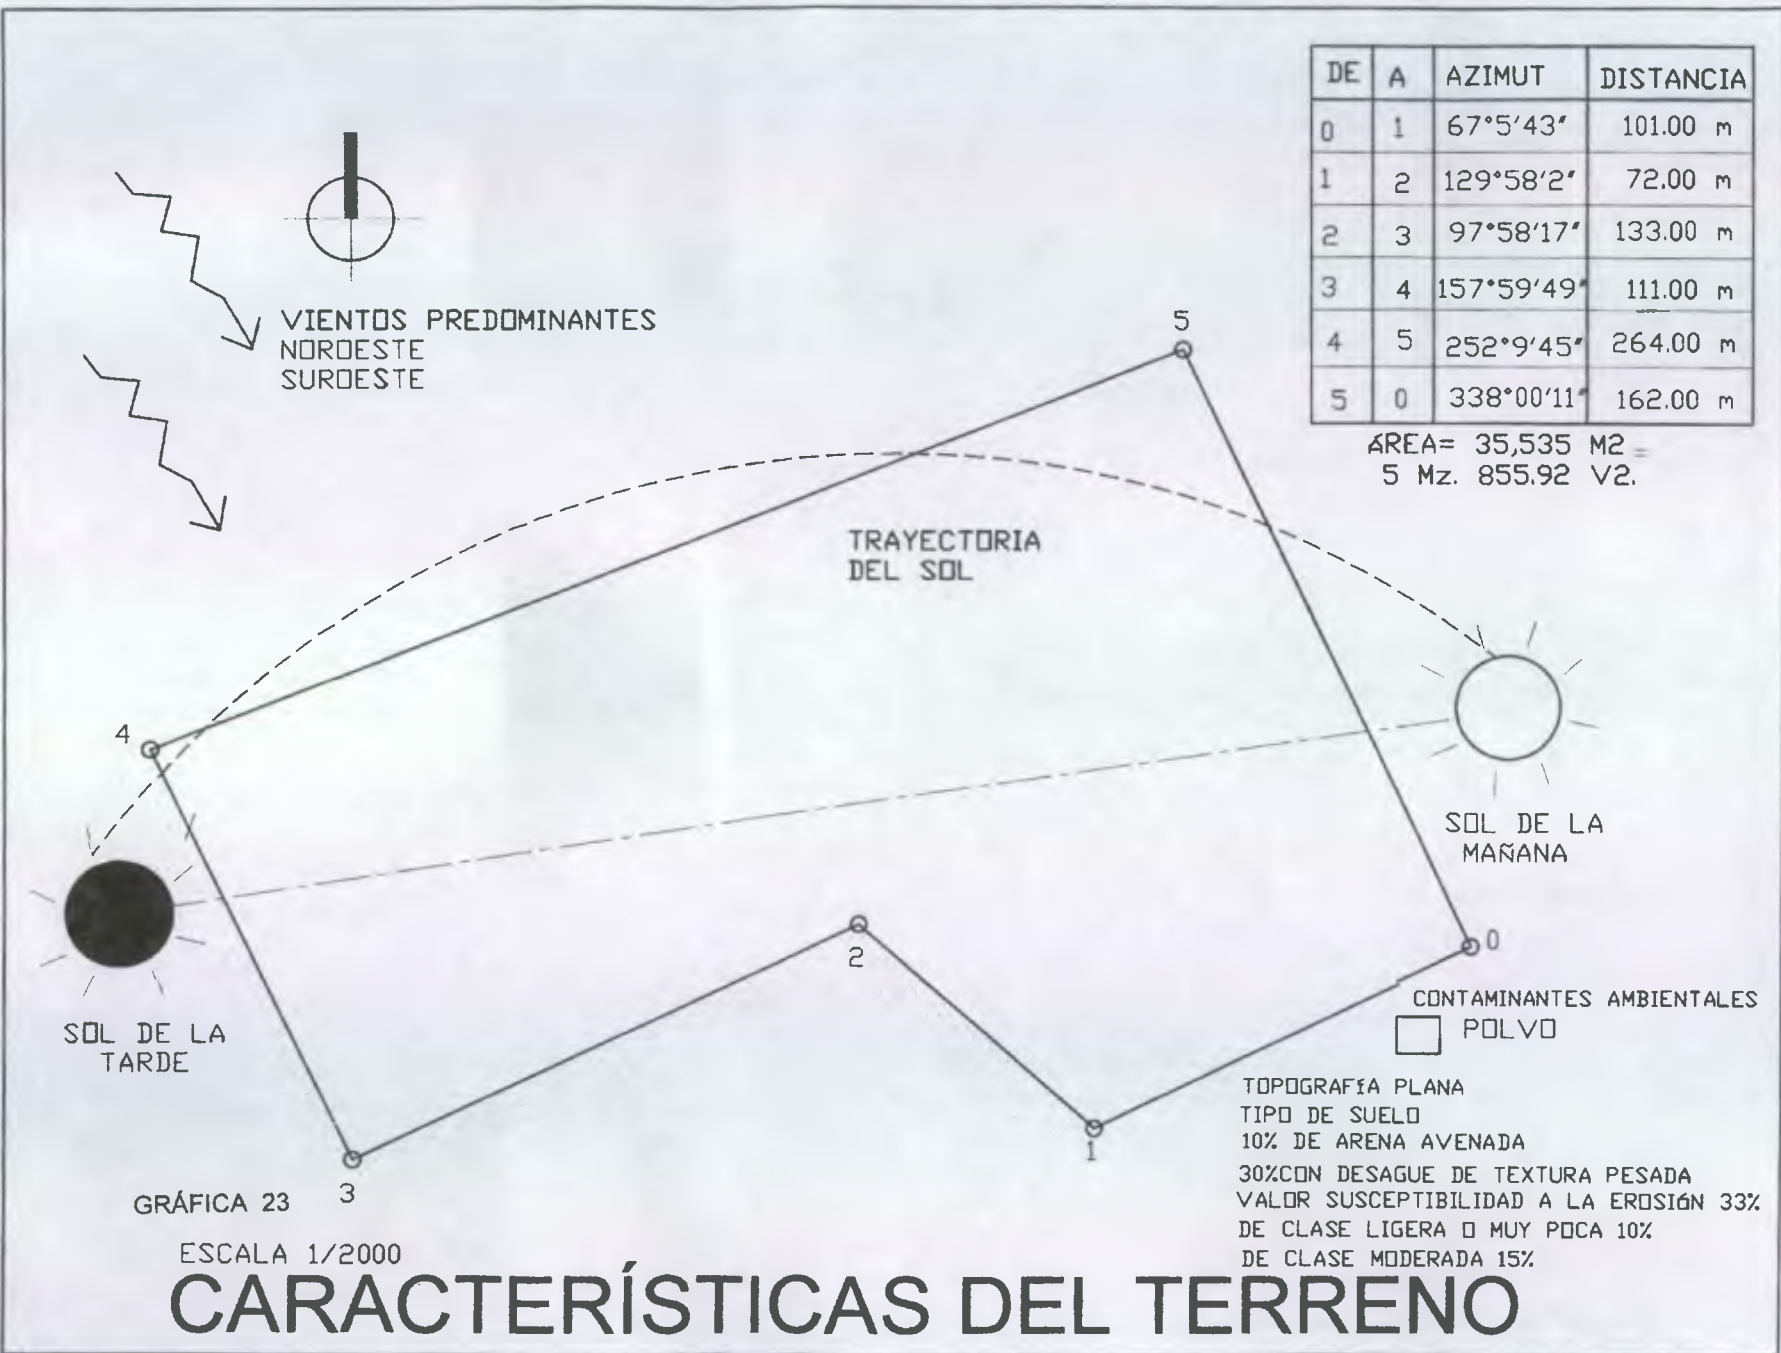 DE A AZIMUT DISTANCIA
0 1 67°5'43" 101.00 m
1 2 129°58'2" 72.00 m
2 3 97°58'17" 133.00 m
3 4 157°59'49" 111.00 m
4 5 252°9'45" 264.00 m
5 0 338°00'11" 162.00 m
ÁREA= 35,535 M2 =
5 Mz. 855.92 V2.
VIENTOS PREDOMINANTES
NOROESTE
SUROESTE
5
TRAYECTORIA
DEL SOL
4
SOL DE LA
MAÑANA
2
0
SOL DE LA
TARDE
CONTAMINANTES AMBIENTALES
POLVO
1
3
TOPOGRAFíA PLANA
TIPO DE SUELO
10% DE ARENA AVENADA
30%CON DESAGUE DE TEXTURA PESADA
VALOR SUSCEPTIBILIDAD A LA EROSIóN 33%
DE CLASE LIGERA O MUY POCA 10%
DE CLASE MODERADA 15%
GRÁFICA 23
ESCALA 1/2000
CARACTERÍSTICAS DEL TERRENO